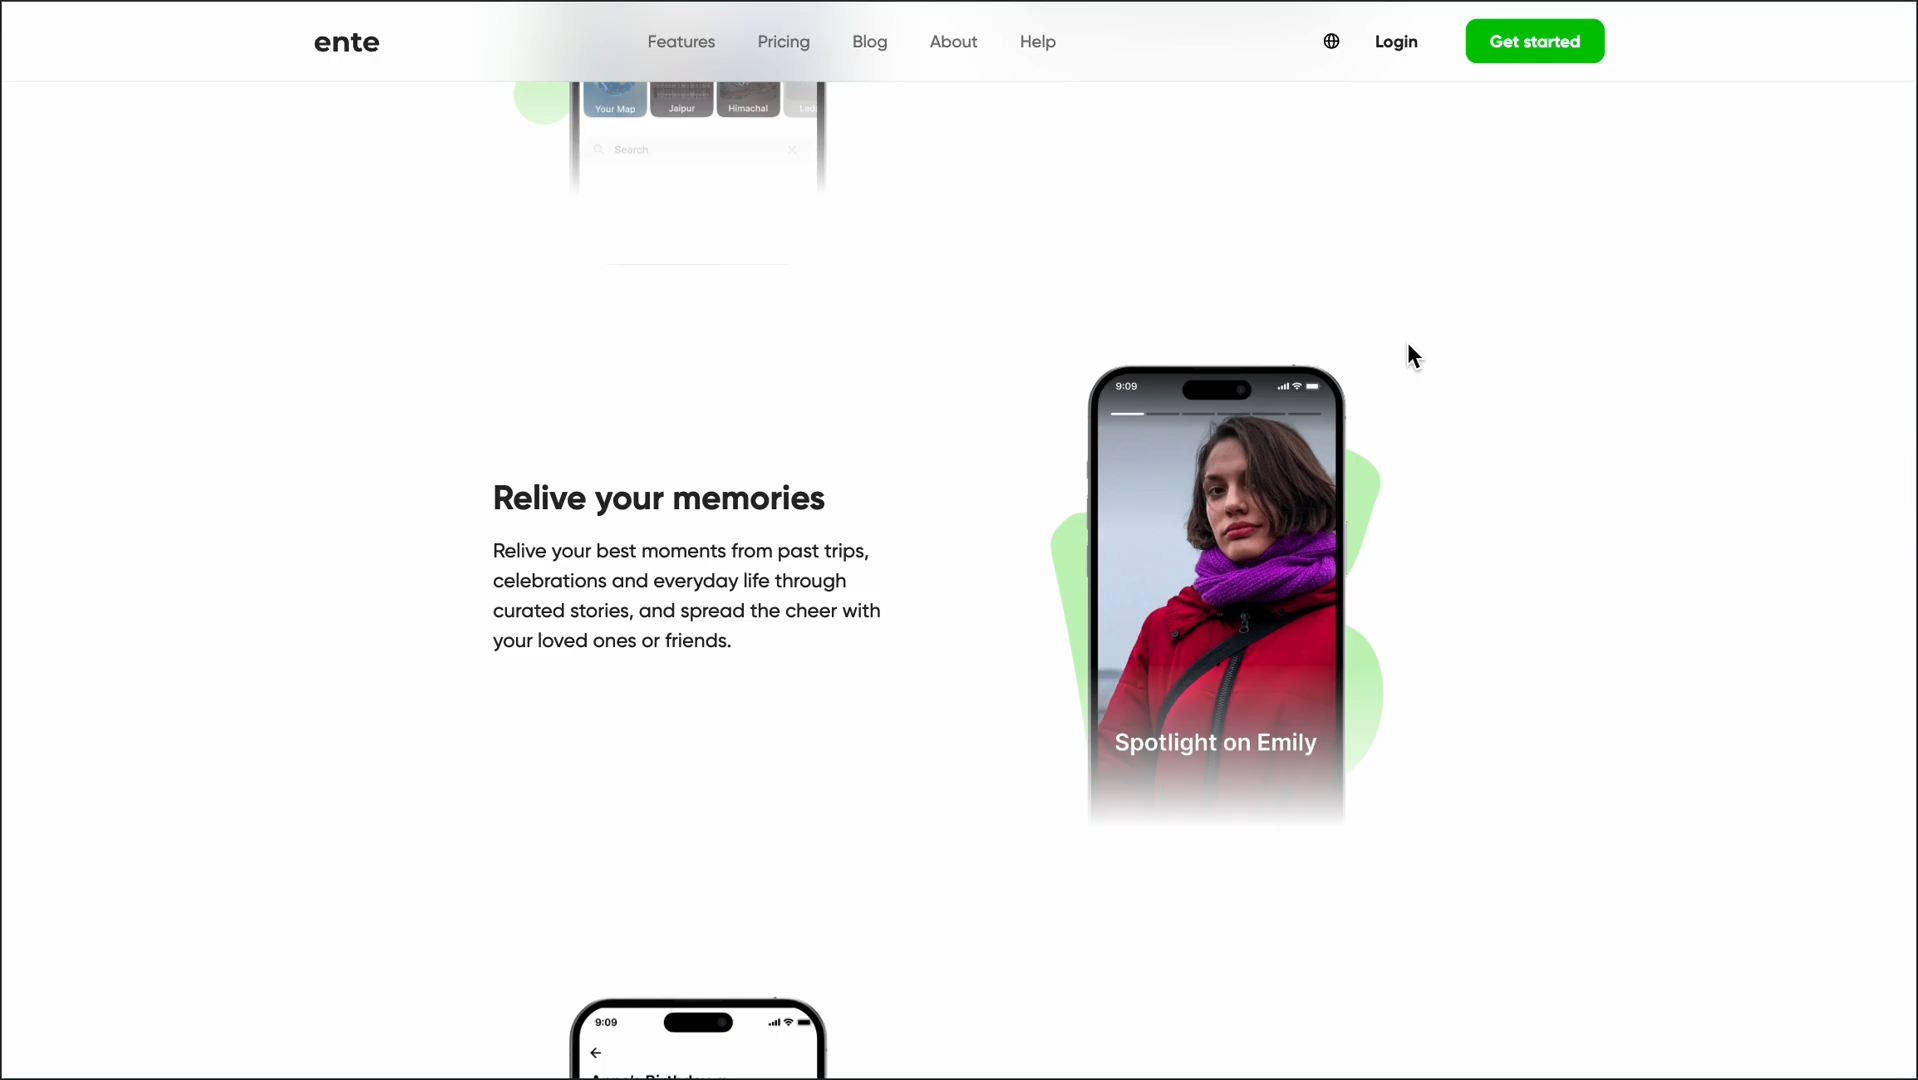 ente
Features
Pricing
Blog
About
Help
Login
Get started
Your Map
Jaipur
Himachal
Search
9:09
Relive your memories
Relive your best moments from past trips,
celebrations and everyday life through
curated stories, and spread the cheer with
your loved ones or friends.
Spotlight on Emily
9:09